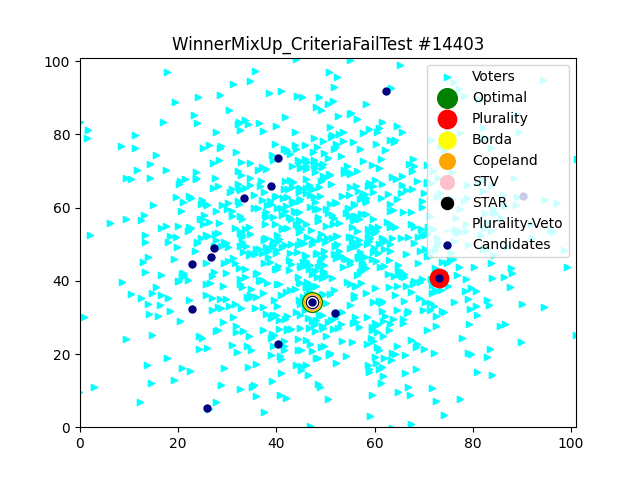 WinnerMixUp_CriteriaFailTest #14403
Voters
Optimal
Plurality
Borda
Copeland
STV
STAR
Plurality-Veto
Candidates
100
80
60
40
20
0
0 20 40 60 80 100